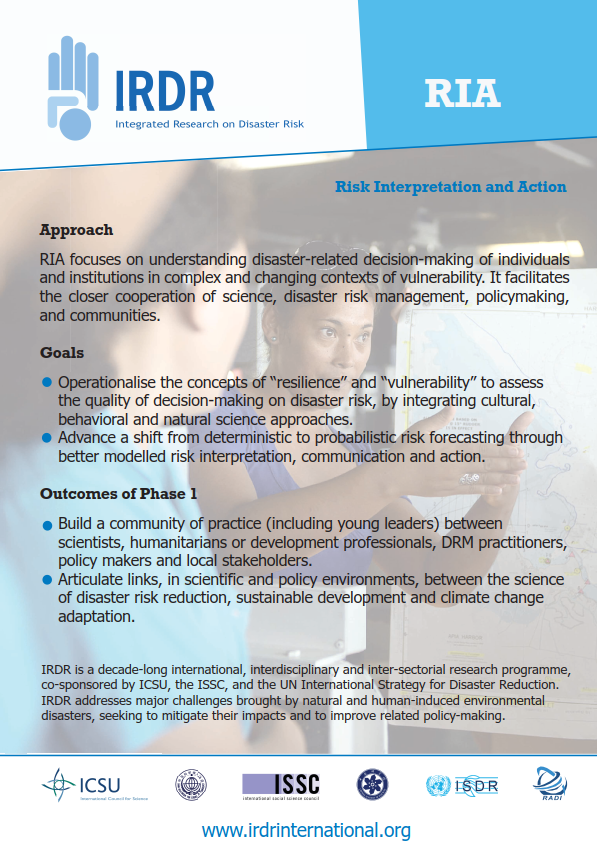 IRDR
Integrated Research on Disaster Risk
RIA
Risk Interpretation and Action
Approach
RIA focuses on understanding disaster-related decision-making of individuals
and institutions in complex and changing contexts of vulnerability. It facilitates
the closer cooperation of science, disaster risk management, policymaking,
and communities.
Goals
Operationalise the concepts of “resilience” and “vulnerability” to assess
the quality of decision-making on disaster risk, by integrating cultural,
behavioral and natural science approaches.
Advance a shift from deterministic to probabilistic risk forecasting through
better modelled risk interpretation, communication and action.
Outcomes of Phase 1
Build a community of practice (including young leaders) between
scientists, humanitarians or development professionals, DRM practitioners,
policy makers and local stakeholders.
Articulate links, in scientific and policy environments, between the science
of disaster risk reduction, sustainable development and climate change
adaptation.
IRDR is a decade-long international, interdisciplinary and inter-sectorial research programme,
co-sponsored by ICSU, the ISSC, and the UN International Strategy for Disaster Reduction.
IRDR addresses major challenges brought by natural and human-induced environmental
disasters, seeking to mitigate their impacts and to improve related policy-making.
ICSU
International Council for Science
ISSC
international social science council
ISDR
RADI
www.irdrinternational.org